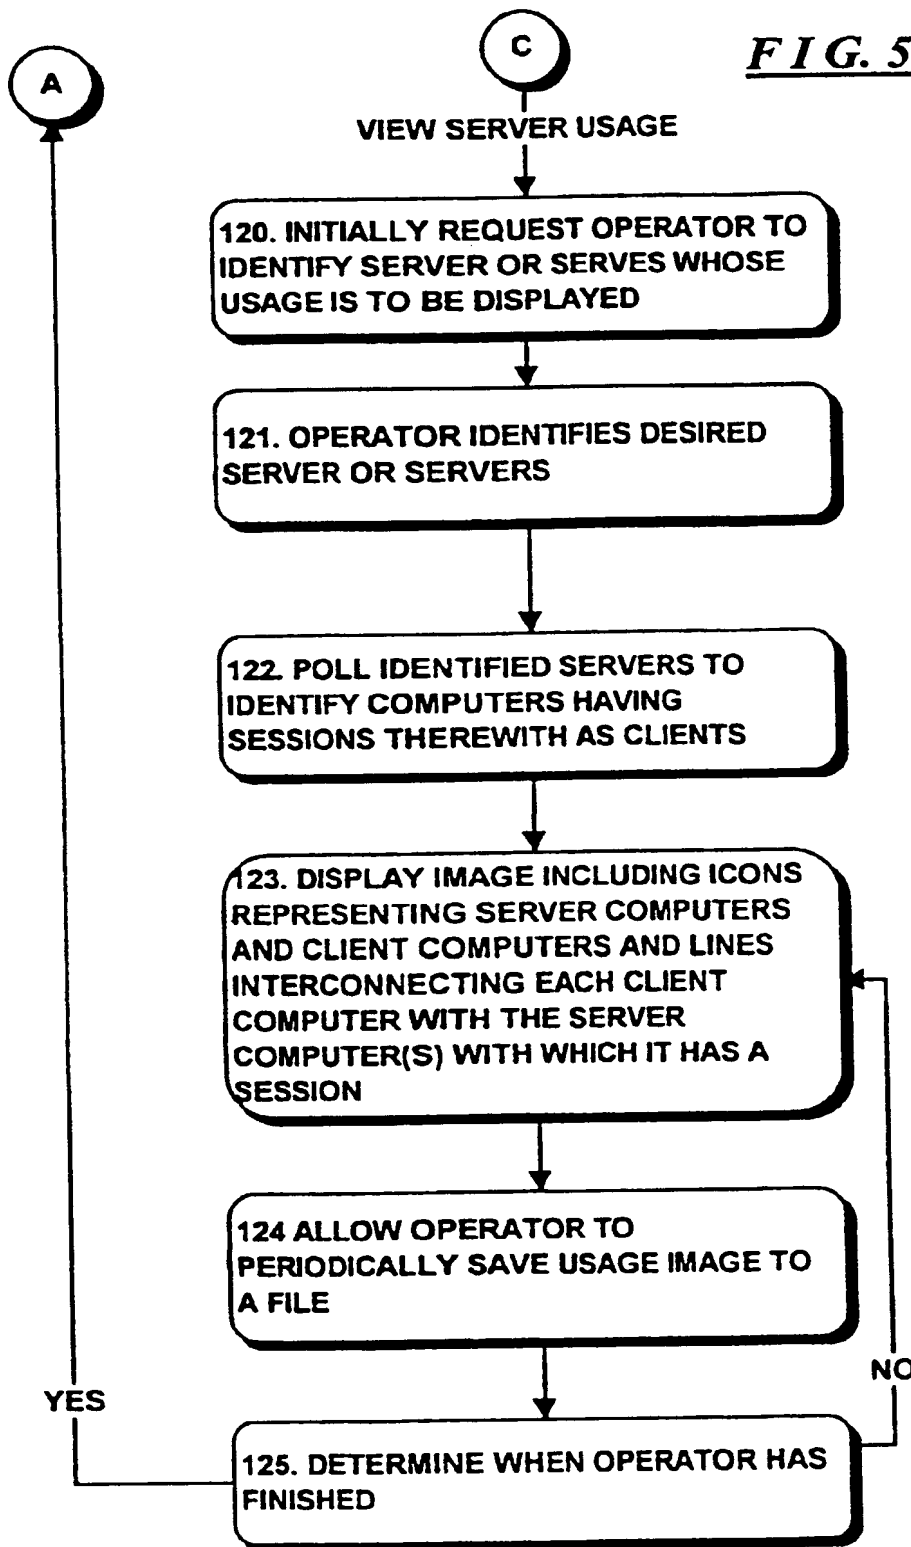 A
C
F I G. 5
VIEW SERVER USAGE
120. INITIALLY REQUEST OPERATOR TO
IDENTIFY SERVER OR SERVES WHOSE
USAGE IS TO BE DISPLAYED
121. OPERATOR IDENTIFIES DESIRED
SERVER OR SERVERS
122. POLL IDENTIFIED SERVERS TO
IDENTIFY COMPUTERS HAVING
SESSIONS THEREWITH AS CLIENTS
123. DISPLAY IMAGE INCLUDING ICONS
REPRESENTING SERVER COMPUTERS
AND CLIENT COMPUTERS AND LINES
INTERCONNECTING EACH CLIENT
COMPUTER WITH THE SERVER
COMPUTER(S) WITH WHICH IT HAS A
SESSION
124 ALLOW OPERATOR TO
PERIODICALLY SAVE USAGE IMAGE TO
A FILE
YES
NO
125. DETERMINE WHEN OPERATOR HAS
FINISHED